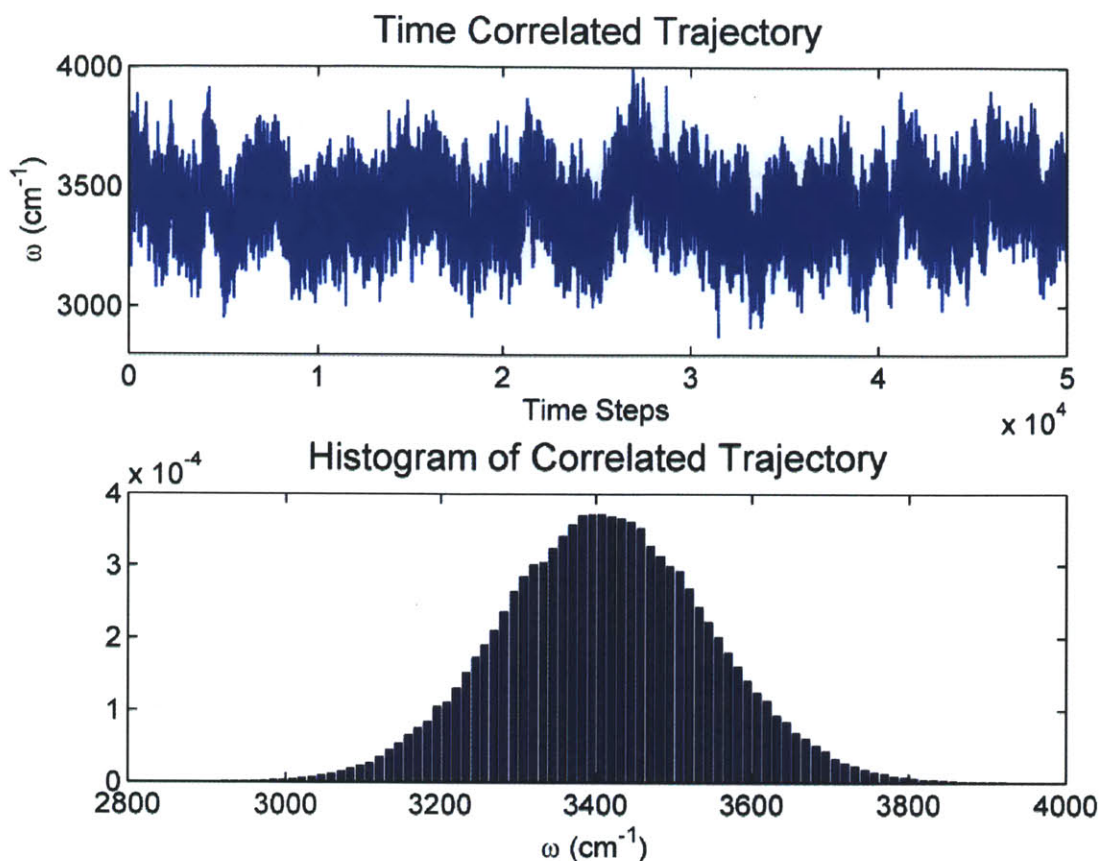 Time Correlated Trajectory
4000
3500
3000
ω (cm⁻¹)
0 1 2 3 4 5
Time Steps
x 10⁴
Histogram of Correlated Trajectory
x 10⁻⁴
4
3
2
1
0
2800 3000 3200 3400 3600 3800 4000
ω (cm⁻¹)